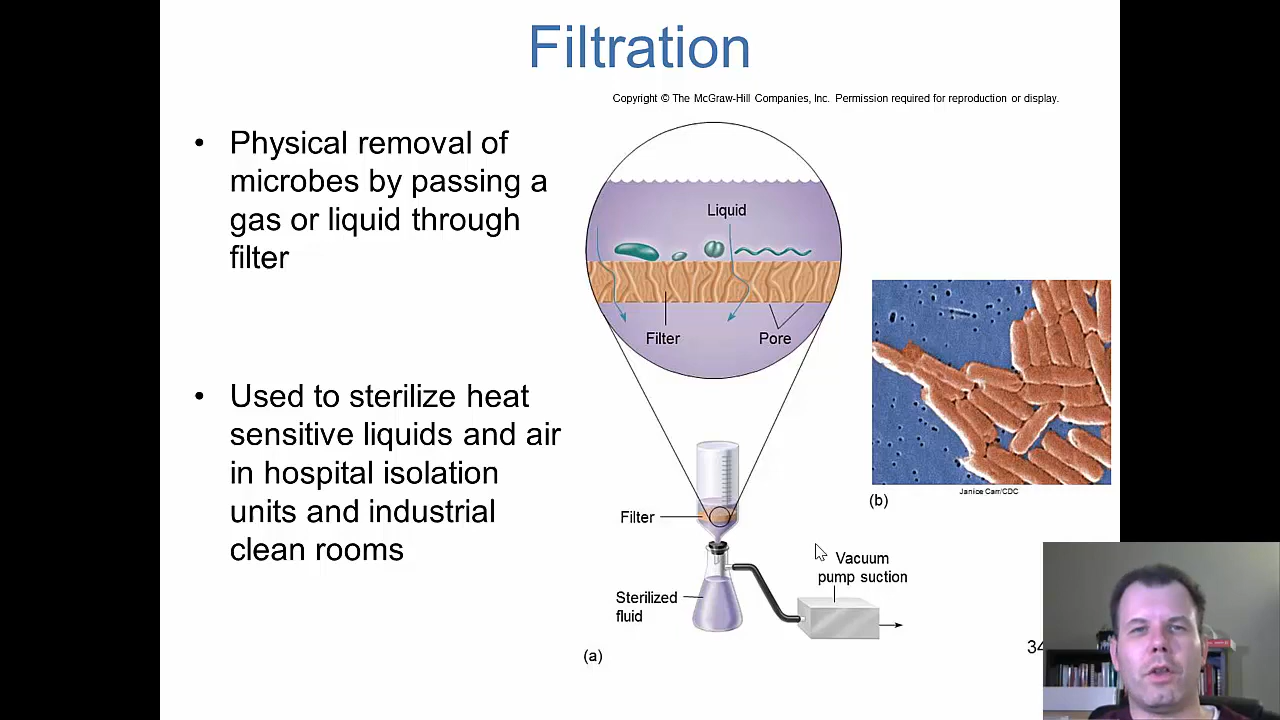 Filtration
Copyright © The McGraw-Hill Companies, Inc. Permission required for reproduction or display.
• Physical removal of
microbes by passing a
gas or liquid through
filter
• Used to sterilize heat
sensitive liquids and air
in hospital isolation
units and industrial
clean rooms
Liquid
Filter
Pore
Filter
Sterilized
fluid
Vacuum
pump suction
(a)
Janice Carr/CDC
(b)
34